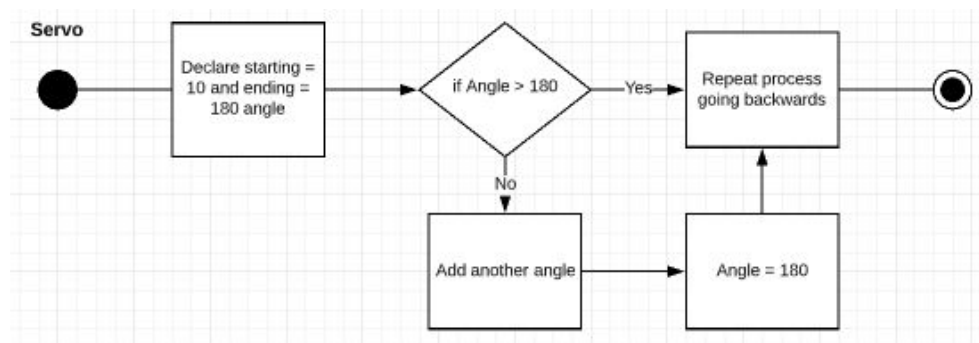 Servo
Declare starting =
10 and ending =
180 angle
if Angle > 180
Yes
Repeat process
going backwards
No
Add another angle
Angle = 180